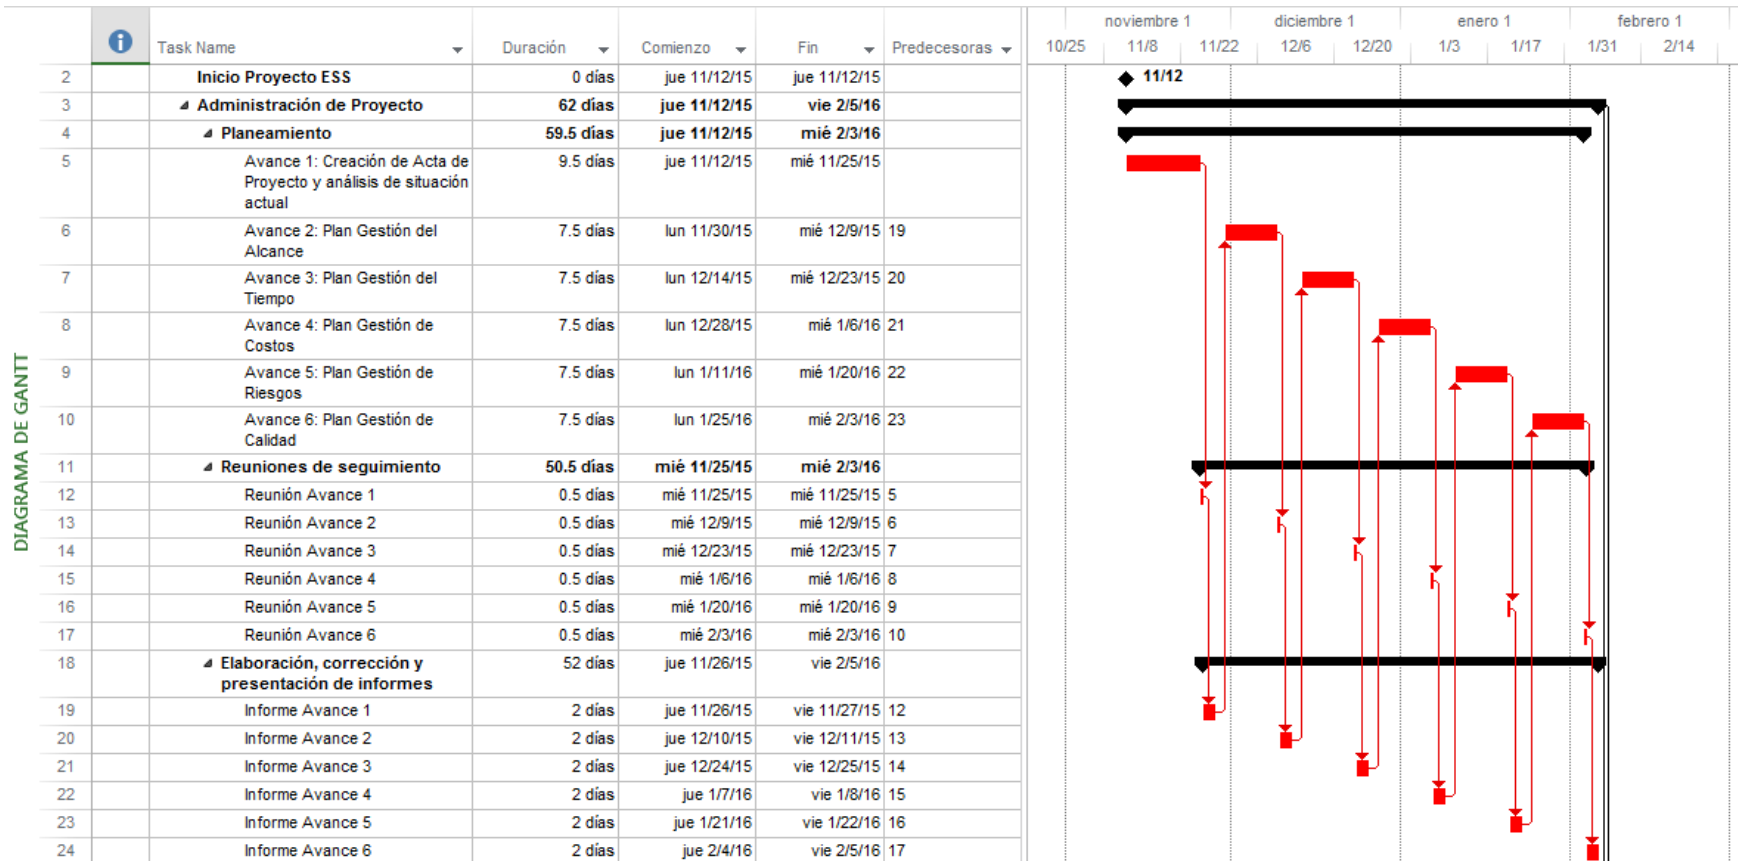 noviembre 1 diciembre 1 enero 1 febrero 1
Task Name Duración Comienzo Fin Predecesoras 10/25 11/8 11/22 12/6 12/20 1/3 1/17 1/31 2/14
2 Inicio Proyecto ESS 0 días jue 11/12/15 jue 11/12/15 11/12
3 Administración de Proyecto 62 días jue 11/12/15 vie 2/5/16
4 Planeamiento 59.5 días jue 11/12/15 mié 2/3/16
5 Avance 1: Creación de Acta de 9.5 días jue 11/12/15 mié 11/25/15
Proyecto y análisis de situación
actual
6 Avance 2: Plan Gestión del 7.5 días lun 11/30/15 mié 12/9/15 19
Alcance
7 Avance 3: Plan Gestión del 7.5 días lun 12/14/15 mié 12/23/15 20
Tiempo
8 Avance 4: Plan Gestión de 7.5 días lun 12/28/15 mié 1/6/16 21
Costos
9 Avance 5: Plan Gestión de 7.5 días lun 1/11/16 mié 1/20/16 22
Riesgos
10 Avance 6: Plan Gestión de 7.5 días lun 1/25/16 mié 2/3/16 23
Calidad
11 Reuniones de seguimiento 50.5 días mié 11/25/15 mié 2/3/16
12 Reunión Avance 1 0.5 días mié 11/25/15 mié 11/25/15 5
13 Reunión Avance 2 0.5 días mié 12/9/15 mié 12/9/15 6
14 Reunión Avance 3 0.5 días mié 12/23/15 mié 12/23/15 7
15 Reunión Avance 4 0.5 días mié 1/6/16 mié 1/6/16 8
16 Reunión Avance 5 0.5 días mié 1/20/16 mié 1/20/16 9
17 Reunión Avance 6 0.5 días mié 2/3/16 mié 2/3/16 10
18 Elaboración, corrección y 52 días jue 11/26/15 vie 2/5/16
presentación de informes
19 Informe Avance 1 2 días jue 11/26/15 vie 11/27/15 12
20 Informe Avance 2 2 días jue 12/10/15 vie 12/11/15 13
21 Informe Avance 3 2 días jue 12/24/15 vie 12/25/15 14
22 Informe Avance 4 2 días jue 1/7/16 vie 1/8/16 15
23 Informe Avance 5 2 días jue 1/21/16 vie 1/22/16 16
24 Informe Avance 6 2 días jue 2/4/16 vie 2/5/16 17
DIAGRAMA DE GANTT